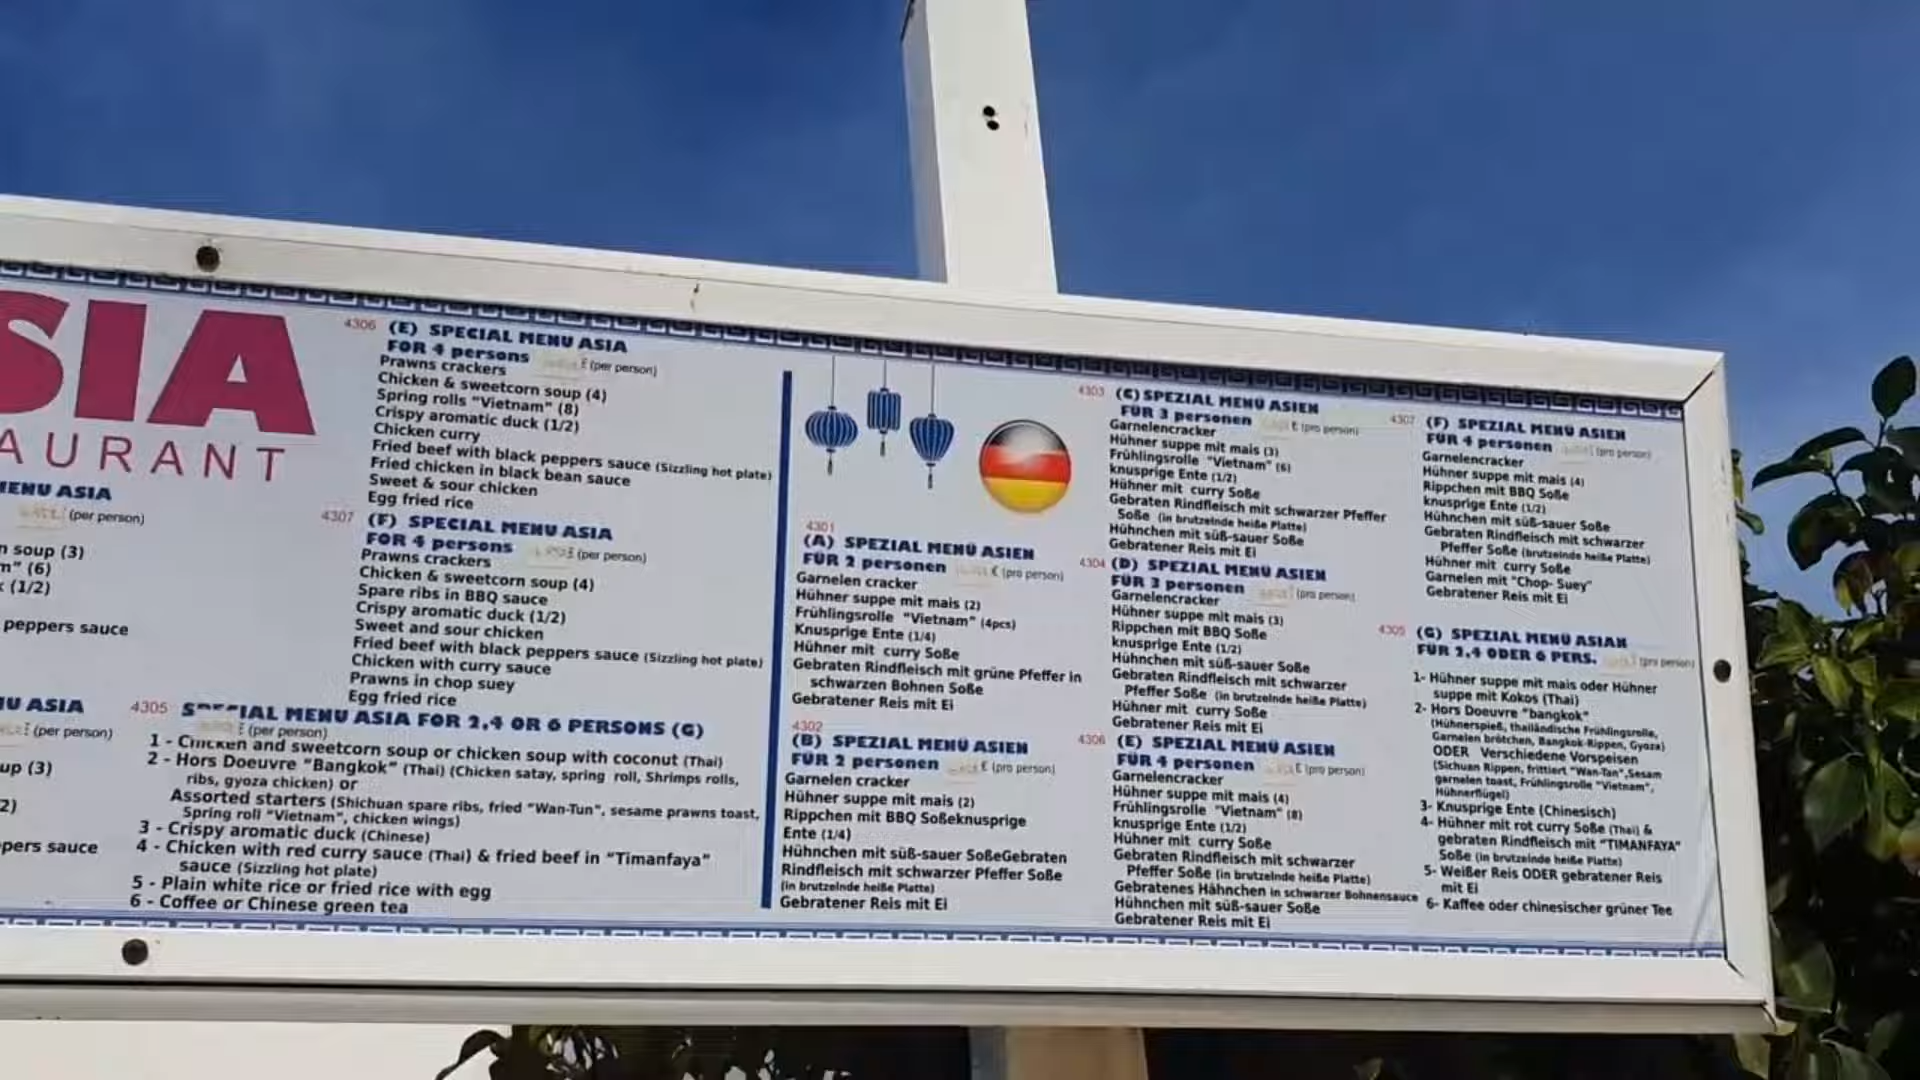 SIA
AURANT
MENU ASIA
(per person)
n soup (3)
m" (6)
k (1/2)
peppers sauce
NU ASIA
(per person)
up (3)
2)
ppers sauce
4306 (E) SPECIAL MENU ASIA
FOR 4 persons € (per person)
Prawns crackers
Chicken & sweetcorn soup (4)
Spring rolls "Vietnam" (8)
Crispy aromatic duck (1/2)
Chicken curry
Fried beef with black peppers sauce (Sizzling hot plate)
Fried chicken in black bean sauce
Sweet & sour chicken
Egg fried rice
4307 (F) SPECIAL MENU ASIA
FOR 4 persons € (per person)
Prawns crackers
Chicken & sweetcorn soup (4)
Spare ribs in BBQ sauce
Crispy aromatic duck (1/2)
Sweet and sour chicken
Fried beef with black peppers sauce (Sizzling hot plate)
Chicken with curry sauce
Prawns in chop suey
Egg fried rice
4305 SPECIAL MENU ASIA FOR 2,4 OR 6 PERSONS (G)
€ (per person)
1 - Chicken and sweetcorn soup or chicken soup with coconut (Thai)
2 - Hors Doeuvre "Bangkok" (Thai) (Chicken satay, spring roll, Shrimps rolls,
ribs, gyoza chicken) or
Assorted starters (Shichuan spare ribs, fried "Wan-Tun", sesame prawns toast,
Spring roll "Vietnam", chicken wings)
3 - Crispy aromatic duck (Chinese)
4 - Chicken with red curry sauce (Thai) & fried beef in "Timanfaya"
sauce (Sizzling hot plate)
5 - Plain white rice or fried rice with egg
6 - Coffee or Chinese green tea
4301
(A) SPEZIAL MENÜ ASIEN
FÜR 2 personen € (pro person)
Garnelen cracker
Hühner suppe mit mais (2)
Frühlingsrolle "Vietnam" (4pcs)
Knusprige Ente (1/4)
Hühner mit curry Soße
Gebraten Rindfleisch mit grüne Pfeffer in
schwarzen Bohnen Soße
Gebratener Reis mit Ei
4302
(B) SPEZIAL MENÜ ASIEN
FÜR 2 personen € (pro person)
Garnelen cracker
Hühner suppe mit mais (2)
Rippchen mit BBQ Soßeknusprige
Ente (1/4)
Hühnchen mit süß-sauer SoßeGebraten
Rindfleisch mit schwarzer Pfeffer Soße
(in brutzelnde heiße Platte)
Gebratener Reis mit Ei
4303 (C) SPEZIAL MENÜ ASIEN
FÜR 3 personen € (pro person)
Garnelencracker
Hühner suppe mit mais (3)
Frühlingsrolle "Vietnam" (6)
knusprige Ente (1/2)
Hühner mit curry Soße
Gebraten Rindfleisch mit schwarzer Pfeffer
Soße (in brutzelnde heiße Platte)
Hühnchen mit süß-sauer Soße
Gebratener Reis mit Ei
4304 (D) SPEZIAL MENÜ ASIEN
FÜR 3 personen (pro person)
Garnelencracker
Hühner suppe mit mais (3)
Rippchen mit BBQ Soße
knusprige Ente (1/2)
Hühnchen mit süß-sauer Soße
Gebraten Rindfleisch mit schwarzer
Pfeffer Soße (in brutzelnde heiße Platte)
Hühner mit curry Soße
Gebratener Reis mit Ei
4306 (E) SPEZIAL MENÜ ASIEN
FÜR 4 personen € (pro person)
Garnelencracker
Hühner suppe mit mais (4)
Frühlingsrolle "Vietnam" (8)
knusprige Ente (1/2)
Hühner mit curry Soße
Gebraten Rindfleisch mit schwarzer
Pfeffer Soße (in brutzelnde heiße Platte)
Gebratenes Hähnchen in schwarzer Bohnensauce
Hühnchen mit süß-sauer Soße
Gebratener Reis mit Ei
4307 (F) SPEZIAL MENÜ ASIEN
FÜR 4 personen (pro person)
Garnelencracker
Hühner suppe mit mais (4)
Rippchen mit BBQ Soße
knusprige Ente (1/2)
Hühnchen mit süß-sauer Soße
Gebraten Rindfleisch mit schwarzer
Pfeffer Soße (brutzelnde heiße Platte)
Hühner mit curry Soße
Garnelen mit "Chop- Suey"
Gebratener Reis mit Ei
4305 (G) SPEZIAL MENÜ ASIAN
FÜR 2,4 ODER 6 PERS. (pro person)
1- Hühner suppe mit mais oder Hühner
suppe mit Kokos (Thai)
2- Hors Doeuvre "bangkok"
(Hühnerspieß, thailändische Frühlingsrolle,
Garnelen brötchen, Bangkok-Rippen, Gyoza)
ODER Verschiedene Vorspeisen
(Sichuan Rippen, frittiert "Wan-Tan",Sesam
garnelen toast, Frühlingsrolle "Vietnam",
Hühnerflügel)
3- Knusprige Ente (Chinesisch)
4- Hühner mit rot curry Soße (Thai) &
gebraten Rindfleisch mit "TIMANFAYA"
Soße (in brutzelnde heiße Platte)
5- Weißer Reis ODER gebratener Reis
mit Ei
6- Kaffee oder chinesischer grüner Tee